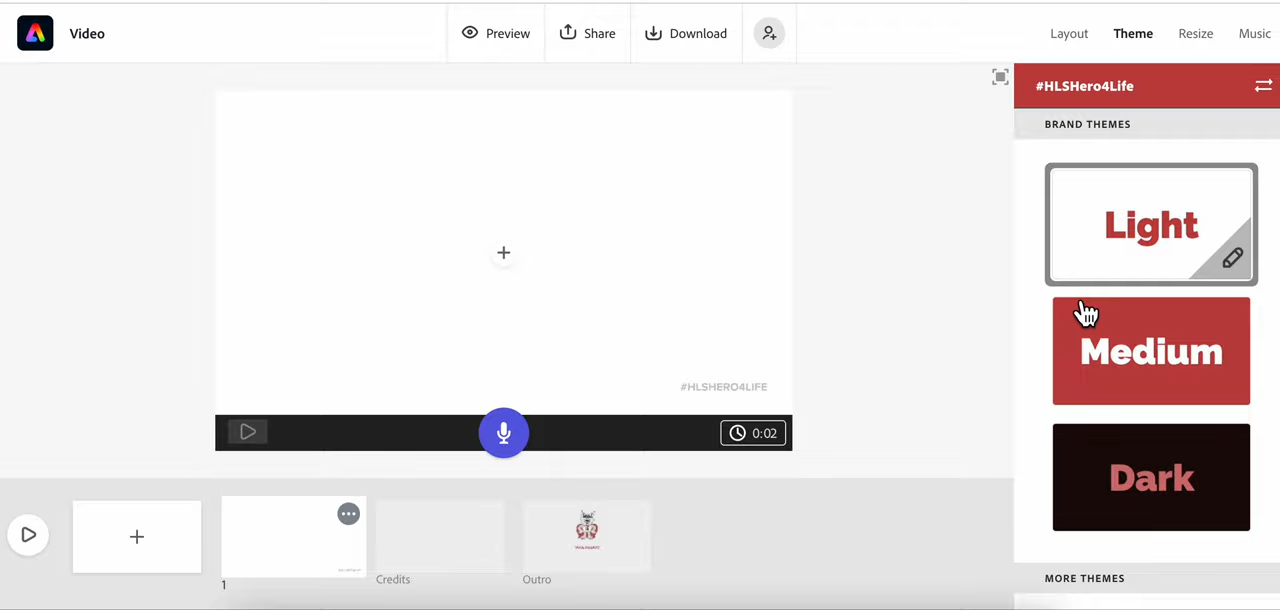 Video
Preview
Share
Download
Layout
Theme
Resize
Music
#HLSHero4Life
BRAND THEMES
Light
Medium
Dark
MORE THEMES
#HLSHERO4LIFE
0:02
1
Credits
Outro